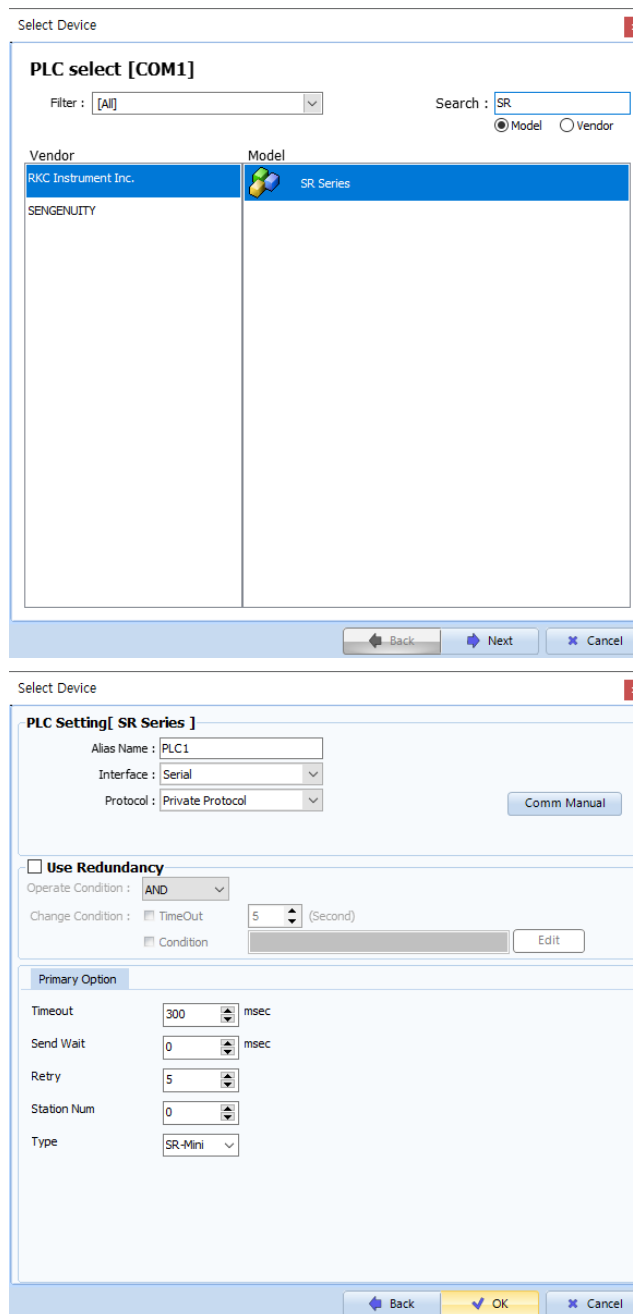 Select Device
PLC select [COM1]
Filter : [All] Search : SR
Model Vendor
Vendor Model
RKC Instrument Inc. SR Series
SENGENUITY
Back Next Cancel
Select Device
PLC Setting[ SR Series ]
Alias Name : PLC1
Interface : Serial
Protocol : Private Protocol Comm Manual
Use Redundancy
Operate Condition : AND
Change Condition : TimeOut 5 (Second)
Condition Edit
Primary Option
Timeout 300 msec
Send Wait 0 msec
Retry 5
Station Num 0
Type SR-Mini
Back OK Cancel